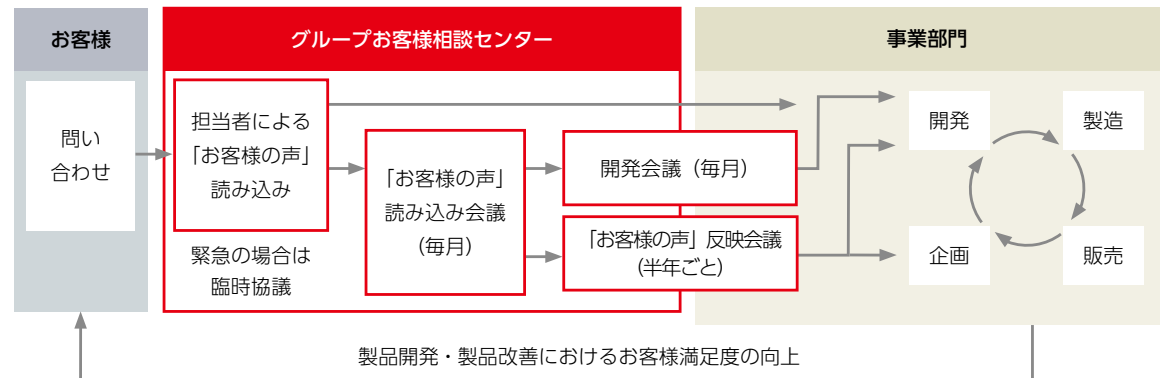 お客様
グループお客様相談センター
事業部門
問い
合わせ
担当者による
「お客様の声」
読み込み
緊急の場合は
臨時協議
「お客様の声」
読み込み会議
（毎月）
開発会議（毎月）
「お客様の声」反映会議
（半年ごと）
開発
製造
企画
販売
製品開発・製品改善におけるお客様満足度の向上